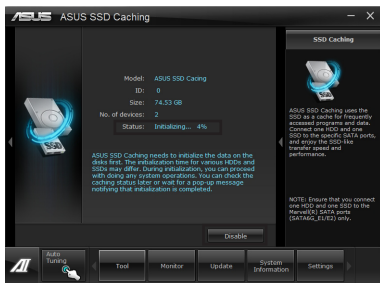 ASUS ASUS SSD Caching
SSD Caching
Model: ASUS SSD Cacing
ID: 0
Size: 74.53 GB
No. of devices: 2
Status: Initializing... 4%
ASUS SSD Caching needs to initialize the data on the
disks first. The initialization time for various HDDs and
SSDs may differ. During initialization, you can proceed
with doing any system operations. You can check the
caching status later or wait for a pop-up message
notifying that initialization is completed.
Disable
SSD
SSD
ASUS SSD Caching uses the
SSD as a cache for frequently
accessed programs and data.
Connect one HDD and one
SSD to the specific SATA ports,
and enjoy the SSD-like
transfer speed and
performance.
NOTE: Ensure that you connect
one HDD and one SSD to the
Marvell(R) SATA ports
(SATA6G_E1/E2) only.
AI
Auto
Tuning
Tool
Monitor
Update
System
Information
Settings